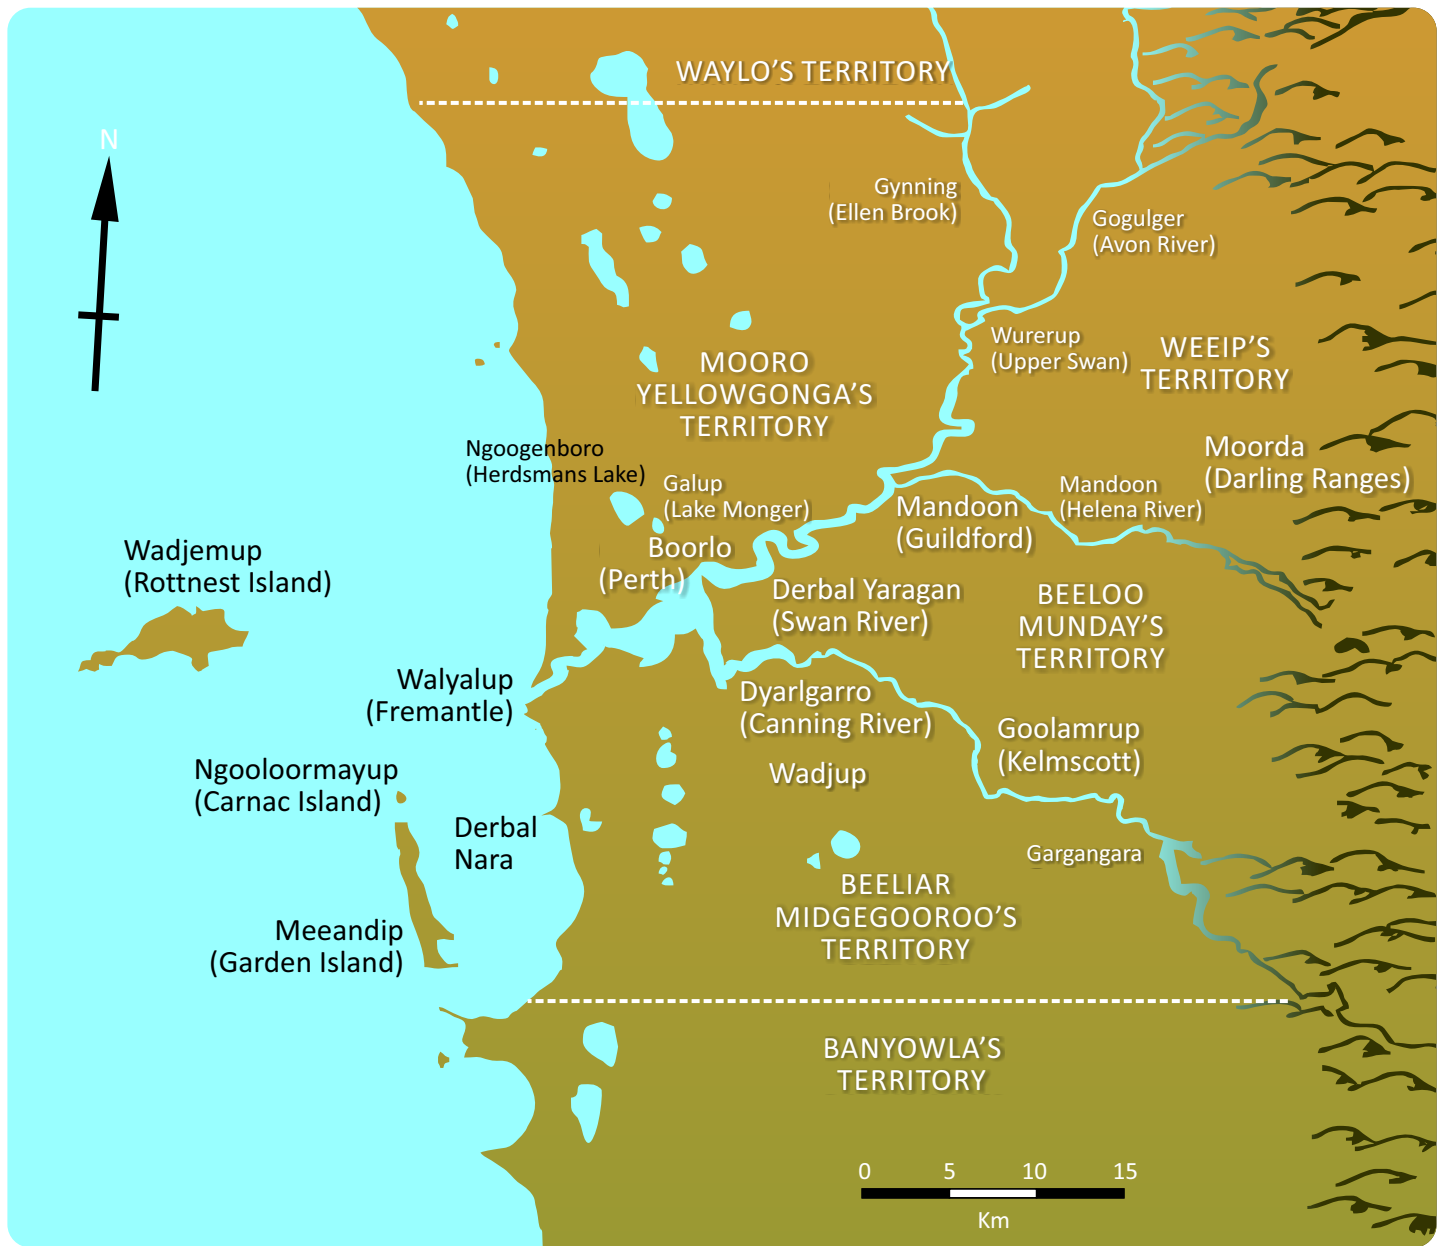 WAYLO'S TERRITORY
N
Gynning
(Ellen Brook)
Gogulger
(Avon River)
Wurerup
(Upper Swan)
WEEIP'S
TERRITORY
MOORO
YELLOWGONGA'S
TERRITORY
Ngoogenboro
(Herdsmans Lake)
Galup
(Lake Monger)
Moorda
(Darling Ranges)
Mandoon
(Helena River)
Mandoon
(Guildford)
Boorlo
(Perth)
Wadjemup
(Rottnest Island)
Derbal Yaragan
(Swan River)
BEELOO
MUNDAY'S
TERRITORY
Walyalup
(Fremantle)
Dyarlgarro
(Canning River)
Goolamrup
(Kelmscott)
Ngooloormayup
(Carnac Island)
Wadjup
Derbal
Nara
Gargangara
BEELIAR
MIDGEGOOROO'S
TERRITORY
Meeandip
(Garden Island)
BANYOWLA'S
TERRITORY
0 5 10 15
Km